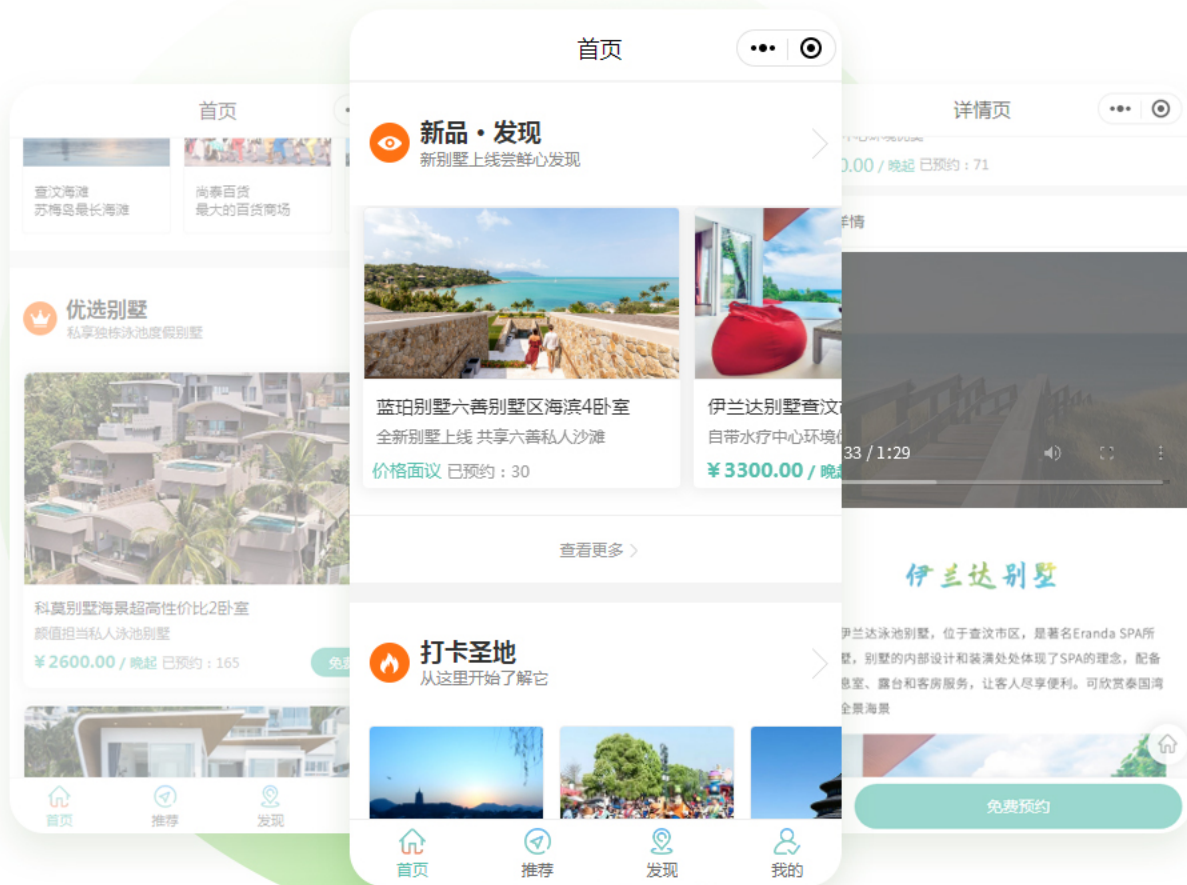 首页
查汶海滩
苏梅岛最长海滩
尚泰百货
最大的百货商场
优选别墅
私享独栋泳池度假别墅
科莫别墅海景超高性价比2卧室
颜值担当私人泳池别墅
¥2600.00 / 晚起 已预约：165
免
首页
推荐
发现
首页
新品·发现
新别墅上线尝鲜心发现
蓝珀别墅六善别墅区海滨4卧室
全新别墅上线 共享六善私人沙滩
价格面议 已预约：30
伊兰达别墅查汶
自带水疗中心环境
¥3300.00 / 晚起
查看更多
打卡圣地
从这里开始了解它
首页
推荐
发现
我的
详情页
0.00 / 晚起 已预约：71
详情
33 / 1:29
伊兰达别墅
伊兰达泳池别墅，位于查汶市区，是著名Eranda SPA所
墅，别墅的内部设计和装潢处处体现了SPA的理念，配备
息室、露台和客房服务，让客人尽享便利。可欣赏泰国湾
全景海景
免费预约